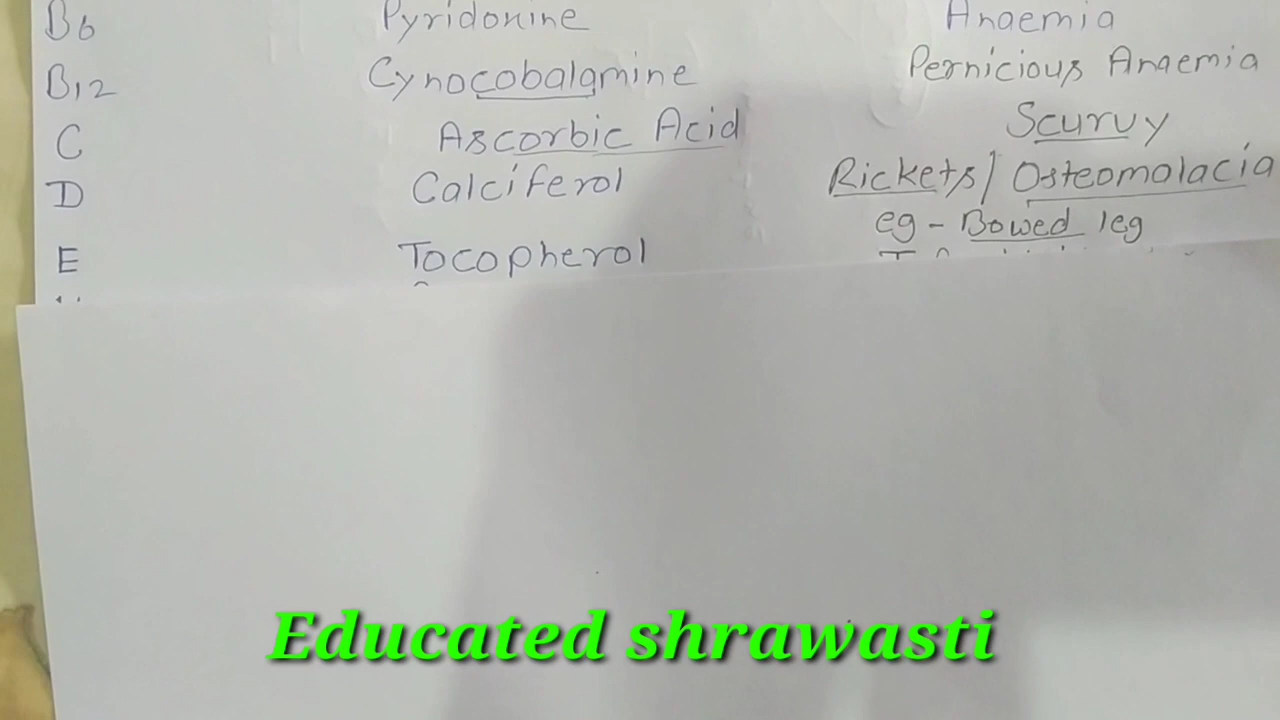 B6 Pyridonine Anaemia
B12 Cynocobalamine Pernicious Anaemia
C Ascorbic Acid Scurvy
D Calciferol Rickets/ Osteomalacia
eg - Bowed leg
E Tocopherol
Educated shrawasti